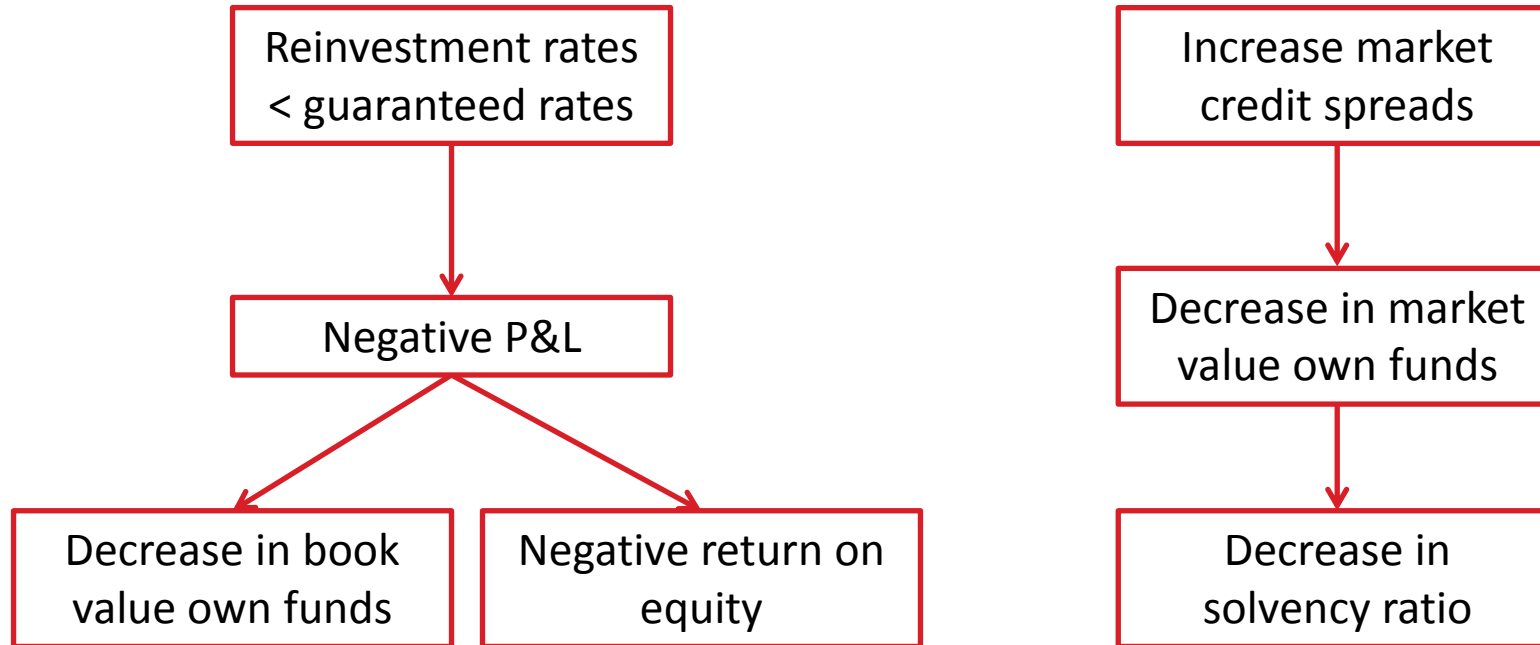 Reinvestment rates
< guaranteed rates
Negative P&L
Decrease in book
value own funds
Negative return on
equity
Increase market
credit spreads
Decrease in market
value own funds
Decrease in
solvency ratio